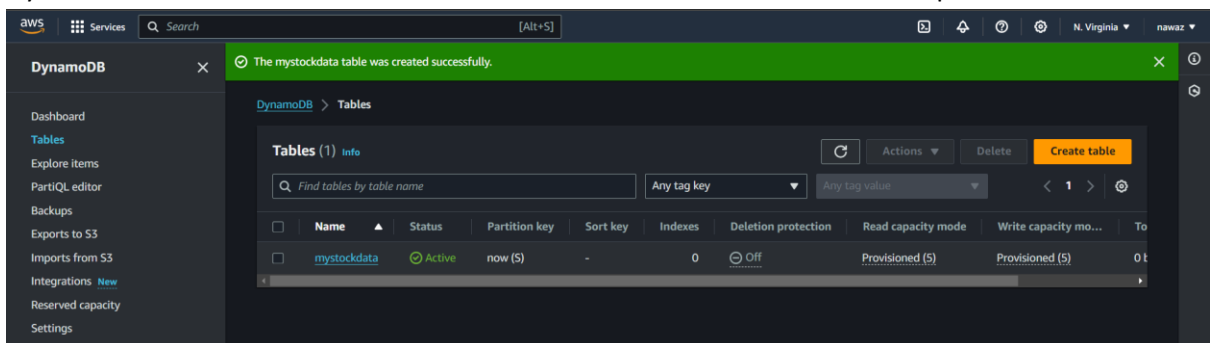 aws Services Search [Alt+S] N. Virginia nawaz
DynamoDB
Dashboard
Tables
Explore items
PartiQL editor
Backups
Exports to S3
Imports from S3
Integrations New
Reserved capacity
Settings
The mystockdata table was created successfully.
DynamoDB > Tables
Tables (1) Info Actions Delete Create table
Find tables by table name Any tag key Any tag value < 1 >
Name Status Partition key Sort key Indexes Deletion protection Read capacity mode Write capacity mo... To
mystockdata Active now (S) - 0 Off Provisioned (5) Provisioned (5) 0 b